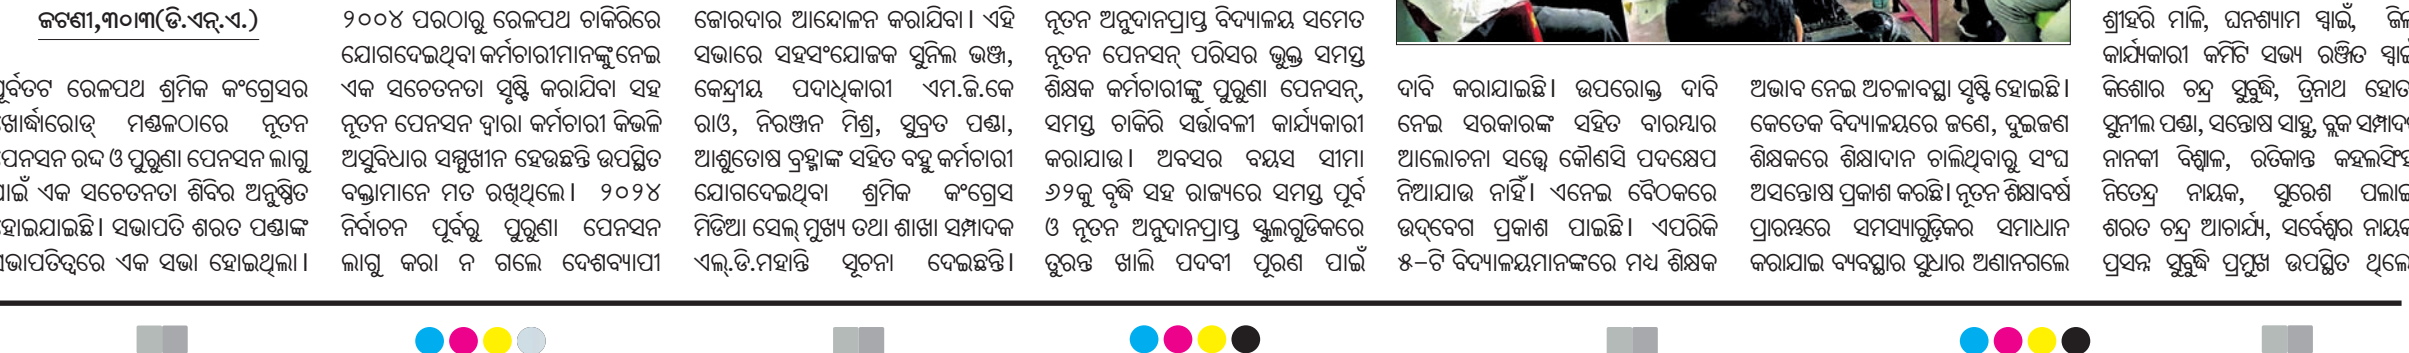 ଜଟଣୀ,୩୦ା୩(ଡି.ଏନ୍.ଏ.)
ପୂର୍ବତଟ ରେଳପଥ ଶ୍ରମିକ କଂଗ୍ରେସର
ଖୋର୍ଦ୍ଧାରୋଡ୍ ମଣ୍ଡଳଠାରେ ନୂତନ
ପେନସନ ରଦ୍ଦ ଓ ପୁରୁଣା ପେନସନ ଲାଗୁ
ପାଇଁ ଏକ ସଚେତନତା ଶିବିର ଅନୁଷ୍ଠିତ
ହୋଇଯାଇଛି। ସଭାପତି ଶରତ ପଣ୍ଡାଙ୍କ
ସଭାପତିତ୍ୱରେ ଏକ ସଭା ହୋଇଥିଲା।
୨୦୦୪ ପରଠାରୁ ରେଳପଥ ଚାକିରିରେ
ଯୋଗଦେଇଥିବା କର୍ମଚାରୀମାନଙ୍କୁ ନେଇ
ଏକ ସଚେତନତା ସୃଷ୍ଟି କରାଯିବା ସହ
ନୂତନ ପେନସନ ଦ୍ୱାରା କର୍ମଚାରୀ କିଭଳି
ଅସୁବିଧାର ସମ୍ମୁଖୀନ ହେଉଛନ୍ତି ଉପସ୍ଥିତ
ବକ୍ତାମାନେ ମତ ରଖିଥିଲେ। ୨୦୨୪
ନିର୍ବାଚନ ପୂର୍ବରୁ ପୁରୁଣା ପେନସନ
ଲାଗୁ କରା ନ ଗଲେ ଦେଶବ୍ୟାପୀ
ଜୋରଦାର ଆନ୍ଦୋଳନ କରାଯିବା। ଏହି
ସଭାରେ ସହସଂଯୋଜକ ସୁନିଲ ଭଞ୍ଜ,
କେନ୍ଦ୍ରୀୟ ପଦାଧିକାରୀ ଏମ.ଜି.କେ
ରାଓ, ନିରଞ୍ଜନ ମିଶ୍ର, ସୁବ୍ରତ ପଣ୍ଡା,
ଆଶୁତୋଷ ବ୍ରହ୍ମାଙ୍କ ସହିତ ବହୁ କର୍ମଚାରୀ
ଯୋଗଦେଇଥିବା ଶ୍ରମିକ କଂଗ୍ରେସ
ମିଡିଆ ସେଲ୍ ମୁଖ୍ୟ ତଥା ଶାଖା ସମ୍ପାଦକ
ଏଲ୍.ଡି.ମହାନ୍ତି ସୂଚନା ଦେଇଛନ୍ତି।
ନୂତନ ଅନୁଦାନପ୍ରାପ୍ତ ବିଦ୍ୟାଳୟ ସମେତ
ନୂତନ ପେନସନ୍ ପରିସର ଭୁକ୍ତ ସମସ୍ତ
ଶିକ୍ଷକ କର୍ମଚାରୀଙ୍କୁ ପୁରୁଣା ପେନସନ୍,
ସମସ୍ତ ଚାକିରି ସର୍ତ୍ତାବଳୀ କାର୍ଯ୍ୟକାରୀ
କରାଯାଉ। ଅବସର ବୟସ ସୀମା
୬୨କୁ ବୃଦ୍ଧି ସହ ରାଜ୍ୟରେ ସମସ୍ତ ପୂର୍ବ
ଓ ନୂତନ ଅନୁଦାନପ୍ରାପ୍ତ ସ୍କୁଲଗୁଡିକରେ
ତୁରନ୍ତ ଖାଲି ପଦବୀ ପୂରଣ ପାଇଁ
ଦାବି କରାଯାଇଛି। ଉପରୋକ୍ତ ଦାବି
ନେଇ ସରକାରଙ୍କ ସହିତ ବାରମ୍ବାର
ଆଲୋଚନା ସତ୍ତ୍ୱେ କୌଣସି ପଦକ୍ଷେପ
ନିଆଯାଉ ନାହିଁ। ଏନେଇ ବୈଠକରେ
ଉଦ୍‌ବେଗ ପ୍ରକାଶ ପାଇଛି। ଏପରିକି
୫-ଟି ବିଦ୍ୟାଳୟମାନଙ୍କରେ ମଧ୍ୟ ଶିକ୍ଷକ
ଅଭାବ ନେଇ ଅଚଳାବସ୍ଥା ସୃଷ୍ଟି ହୋଇଛି।
କେତେକ ବିଦ୍ୟାଳୟରେ ଜଣେ, ଦୁଇଜଣ
ଶିକ୍ଷକରେ ଶିକ୍ଷାଦାନ ଚାଲିଥିବାରୁ ସଂଘ
ଅସନ୍ତୋଷ ପ୍ରକାଶ କରଛି। ନୂତନ ଶିକ୍ଷାବର୍ଷ
ପ୍ରାରମ୍ଭରେ ସମସ୍ୟାଗୁଡ଼ିକର ସମାଧାନ
କରାଯାଇ ବ୍ୟବସ୍ଥାର ସୁଧାର ଅଣାନଗଲେ
ଶ୍ରୀହରି ମାଳି, ଘନଶ୍ୟାମ ସ୍ୱାଇଁ,
କାର୍ଯ୍ୟକାରୀ କମିଟି ସଭ୍ୟ ରଞ୍ଜିତ ସ୍ୱାଇଁ
କିଶୋର ଚନ୍ଦ୍ର ସୁବୁଦ୍ଧି, ତ୍ରିନାଥ ହୋତା
ସୁନୀଲ ପଣ୍ଡା, ସନ୍ତୋଷ ସାହୁ, ବ୍ଲକ ସମ୍ପାଦକ
ନାନକୀ ବିଶ୍ୱାଳ, ରତିକାନ୍ତ କହଲସିଂହ
ନିତେନ୍ଦ୍ର ନାୟକ, ସୁରେଶ ପଲାଇ
ଶରତ ଚନ୍ଦ୍ର ଆଚାର୍ଯ୍ୟ, ସର୍ବେଶ୍ୱର ନାୟକ
ପ୍ରସନ୍ନ ସୁବୁଦ୍ଧି ପ୍ରମୁଖ ଉପସ୍ଥିତ ଥିଲେ